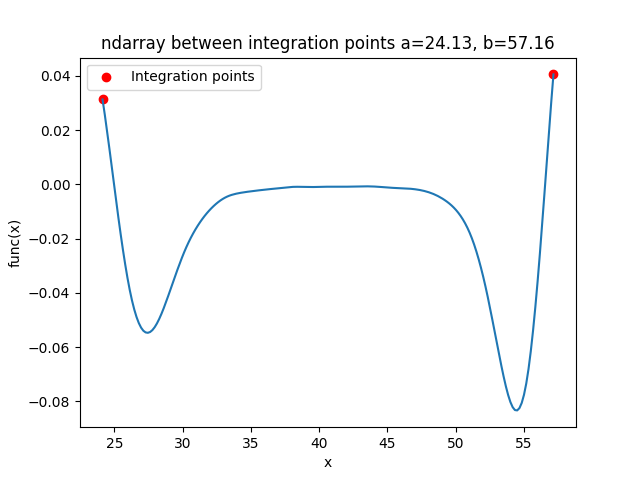 ndarray between integration points a=24.13, b=57.16
Integration points
0.04
0.02
0.00
−0.02
−0.04
−0.06
−0.08
func(x)
25 30 35 40 45 50 55
x